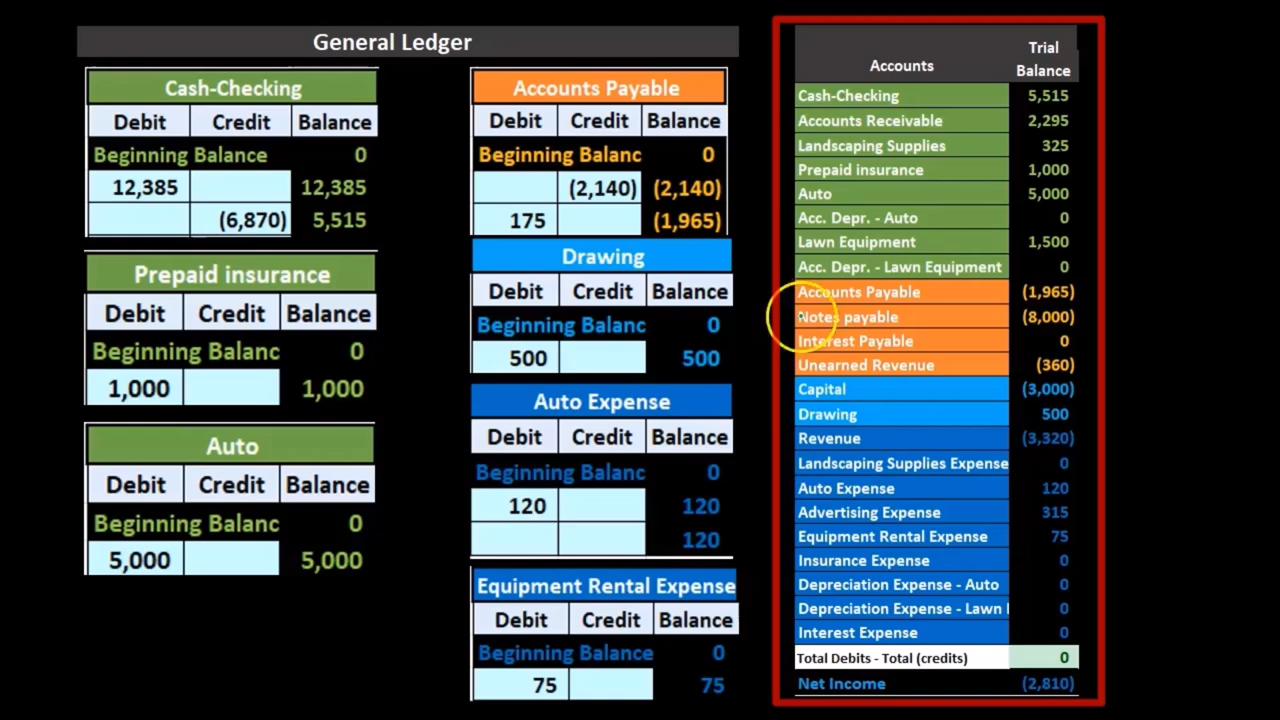 General Ledger
Cash-Checking
Debit Credit Balance
Beginning Balance 0
12,385 12,385
(6,870) 5,515
Prepaid insurance
Debit Credit Balance
Beginning Balanc 0
1,000 1,000
Auto
Debit Credit Balance
Beginning Balanc 0
5,000 5,000
Accounts Payable
Debit Credit Balance
Beginning Balanc 0
(2,140) (2,140)
175 (1,965)
Drawing
Debit Credit Balance
Beginning Balanc 0
500 500
Auto Expense
Debit Credit Balance
Beginning Balanc 0
120 120
120
Equipment Rental Expense
Debit Credit Balance
Beginning Balance 0
75 75
Trial
Accounts Balance
Cash-Checking 5,515
Accounts Receivable 2,295
Landscaping Supplies 325
Prepaid insurance 1,000
Auto 5,000
Acc. Depr. - Auto 0
Lawn Equipment 1,500
Acc. Depr. - Lawn Equipment 0
Accounts Payable (1,965)
Notes payable (8,000)
Interest Payable 0
Unearned Revenue (360)
Capital (3,000)
Drawing 500
Revenue (3,320)
Landscaping Supplies Expense 0
Auto Expense 120
Advertising Expense 315
Equipment Rental Expense 75
Insurance Expense 0
Depreciation Expense - Auto 0
Depreciation Expense - Lawn 0
Interest Expense 0
Total Debits - Total (credits) 0
Net Income (2,810)